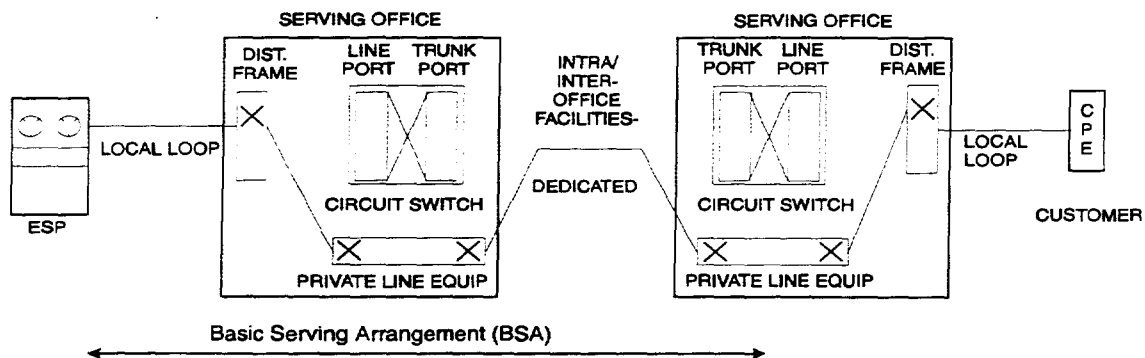 SERVING OFFICE
DIST.
FRAME
LINE
PORT
TRUNK
PORT
CIRCUIT SWITCH
PRIVATE LINE EQUIP
LOCAL LOOP
ESP
INTRA/
INTER-
OFFICE
FACILITIES-
DEDICATED
SERVING OFFICE
TRUNK
PORT
LINE
PORT
DIST.
FRAME
CIRCUIT SWITCH
PRIVATE LINE EQUIP
LOCAL
LOOP
C
P
E
CUSTOMER
Basic Serving Arrangement (BSA)